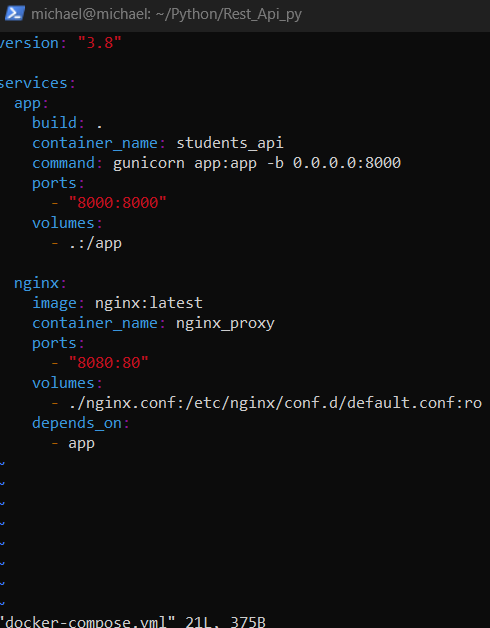 michael@michael: ~/Python/Rest_Api_py
version: "3.8"
services:
  app:
    build: .
    container_name: students_api
    command: gunicorn app:app -b 0.0.0.0:8000
    ports:
      - "8000:8000"
    volumes:
      - .:/app
  nginx:
    image: nginx:latest
    container_name: nginx_proxy
    ports:
      - "8080:80"
    volumes:
      - ./nginx.conf:/etc/nginx/conf.d/default.conf:ro
    depends_on:
      - app
~
~
~
~
~
~
~
~
"docker-compose.yml" 21L, 375B